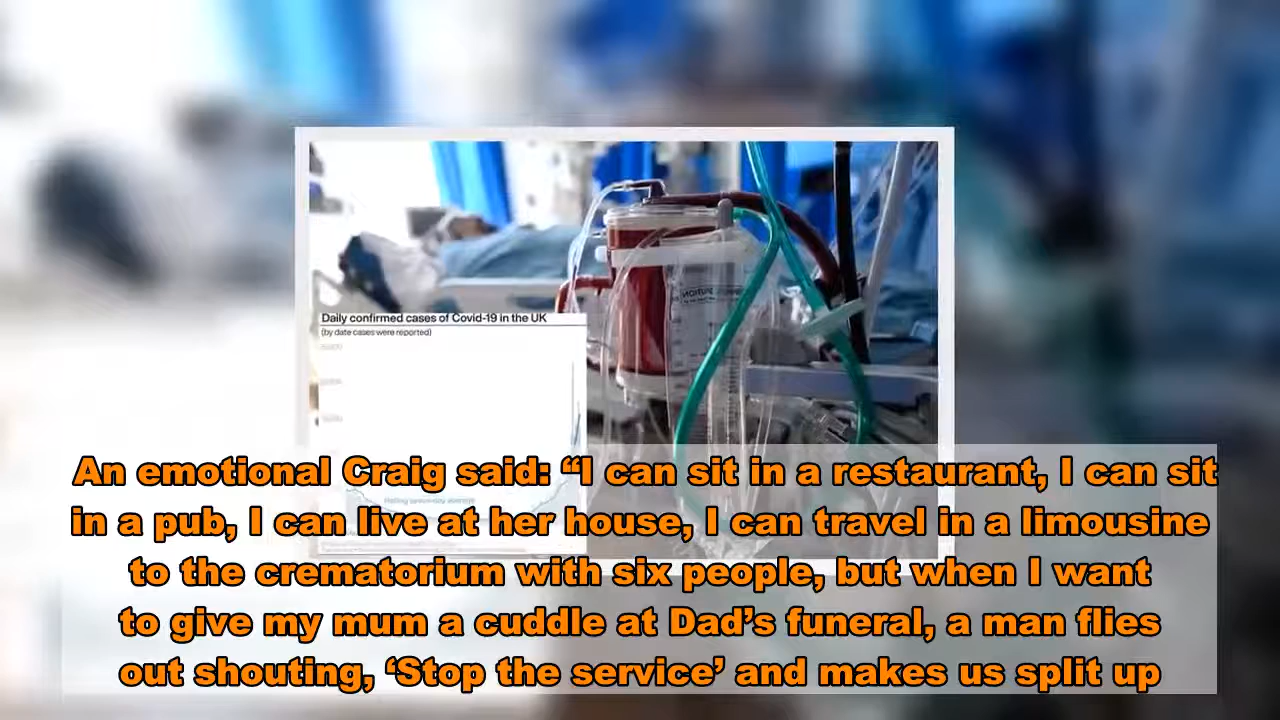 Daily confirmed cases of Covid-19 in the UK
(by date cases were reported)
An emotional Craig said: “I can sit in a restaurant, I can sit
in a pub, I can live at her house, I can travel in a limousine
to the crematorium with six people, but when I want
to give my mum a cuddle at Dad’s funeral, a man flies
out shouting, ‘Stop the service’ and makes us split up